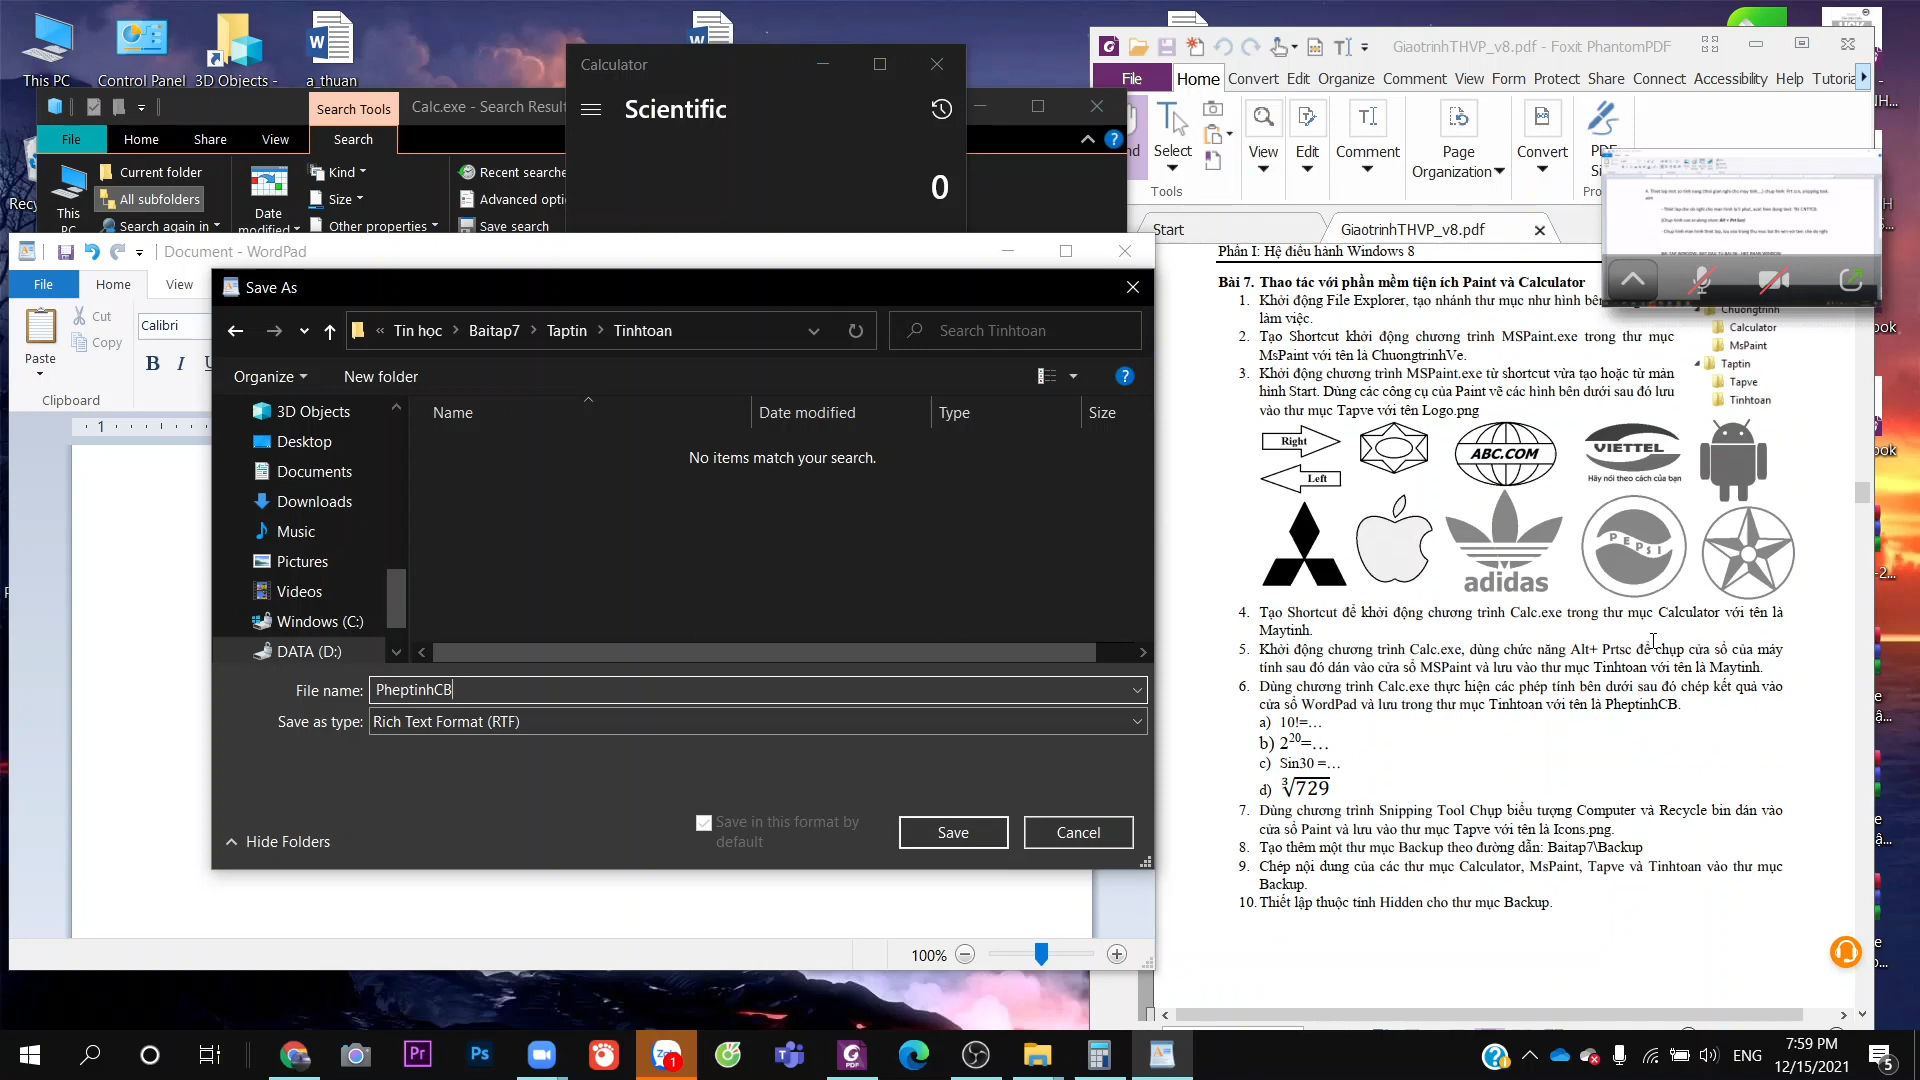 This PC
Control Panel
3D Objects -
a_thuan
Search Tools
Calc.exe - Search Resul
File
Home
Share
View
Search
This
PC
Current folder
All subfolders
Search again in
Date
modified
Kind
Size
Other properties
Recent searche
Advanced opti
Save search
Calculator
Scientific
0
Document - WordPad
File
Home
View
Paste
Cut
Copy
Clipboard
Calibri
B I U
1
100%
Save As
« Tin học › Baitap7 › Taptin › Tinhtoan
Search Tinhtoan
Organize
New folder
Name
Date modified
Type
Size
No items match your search.
3D Objects
Desktop
Documents
Downloads
Music
Pictures
Videos
Windows (C:)
DATA (D:)
File name: PheptinhCB
Save as type: Rich Text Format (RTF)
Save in this format by
default
Hide Folders
Save
Cancel
GiaotrinhTHVP_v8.pdf - Foxit PhantomPDF
File
Home
Convert
Edit
Organize
Comment
View
Form
Protect
Share
Connect
Accessibility
Help
Tutoria
Select
View
Edit
Comment
Page
Organization
Convert
Tools
Start
GiaotrinhTHVP_v8.pdf
Phần I: Hệ điều hành Windows 8
Bài 7. Thao tác với phần mềm tiện ích Paint và Calculator
1. Khởi động File Explorer, tạo nhánh thư mục như hình bên
làm việc.
2. Tạo Shortcut khởi động chương trình MSPaint.exe trong thư mục
MsPaint với tên là ChuongtrinhVe.
3. Khởi động chương trình MSPaint.exe từ shortcut vừa tạo hoặc từ màn
hình Start. Dùng các công cụ của Paint vẽ các hình bên dưới sau đó lưu
vào thư mục Tapve với tên Logo.png
Chuongtrinh
Calculator
MsPaint
Taptin
Tapve
Tinhtoan
Right
Left
ABC.COM
VIETTEL
Hãy nói theo cách của bạn
adidas
PEPSI
4. Tạo Shortcut để khởi động chương trình Calc.exe trong thư mục Calculator với tên là
Maytinh.
5. Khởi động chương trình Calc.exe, dùng chức năng Alt+ Prtsc để chụp cửa sổ của máy
tính sau đó dán vào cửa sổ MSPaint và lưu vào thư mục Tinhtoan với tên là Maytinh.
6. Dùng chương trình Calc.exe thực hiện các phép tính bên dưới sau đó chép kết quả vào
cửa sổ WordPad và lưu trong thư mục Tinhtoan với tên là PheptinhCB.
a) 10!=…
b) 2²⁰=…
c) Sin30 =…
d) ∛729
7. Dùng chương trình Snipping Tool Chụp biểu tượng Computer và Recycle bin dán vào
cửa sổ Paint và lưu vào thư mục Tapve với tên là Icons.png.
8. Tạo thêm một thư mục Backup theo đường dẫn: Baitap7\Backup
9. Chép nội dung của các thư mục Calculator, MsPaint, Tapve và Tinhtoan vào thư mục
Backup.
10. Thiết lập thuộc tính Hidden cho thư mục Backup.
ENG
7:59 PM
12/15/2021
5